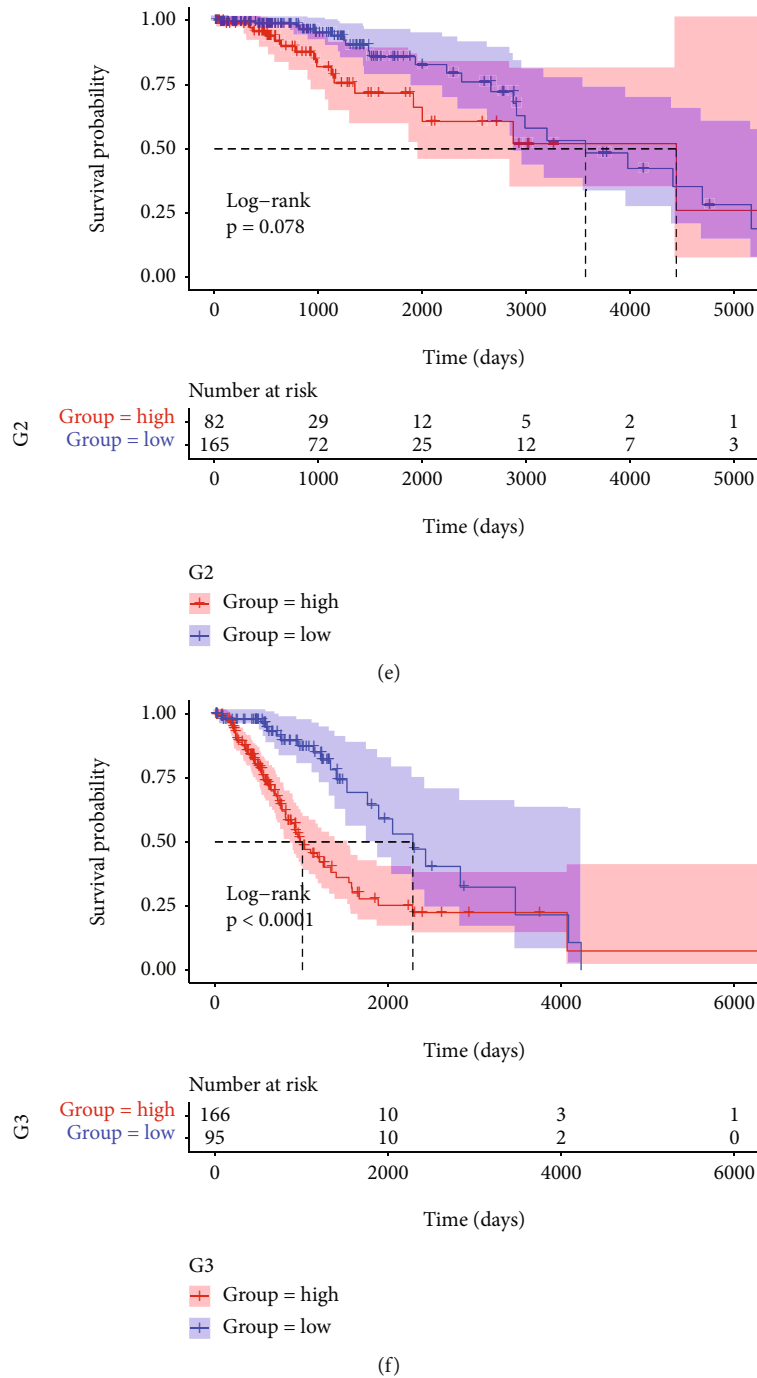 1.00
0.75
0.50
0.25
0.00
Survival probability
Log−rank
p = 0.078
0 1000 2000 3000 4000 5000
Time (days)
Number at risk
G2
Group = high 82 29 12 5 2 1
Group = low 165 72 25 12 7 3
0 1000 2000 3000 4000 5000
Time (days)
G2
Group = high
Group = low
(e)
1.00
0.75
0.50
0.25
0.00
Survival probability
Log−rank
p < 0.0001
0 2000 4000 6000
Time (days)
Number at risk
G3
Group = high 166 10 3 1
Group = low 95 10 2 0
0 2000 4000 6000
Time (days)
G3
Group = high
Group = low
(f)